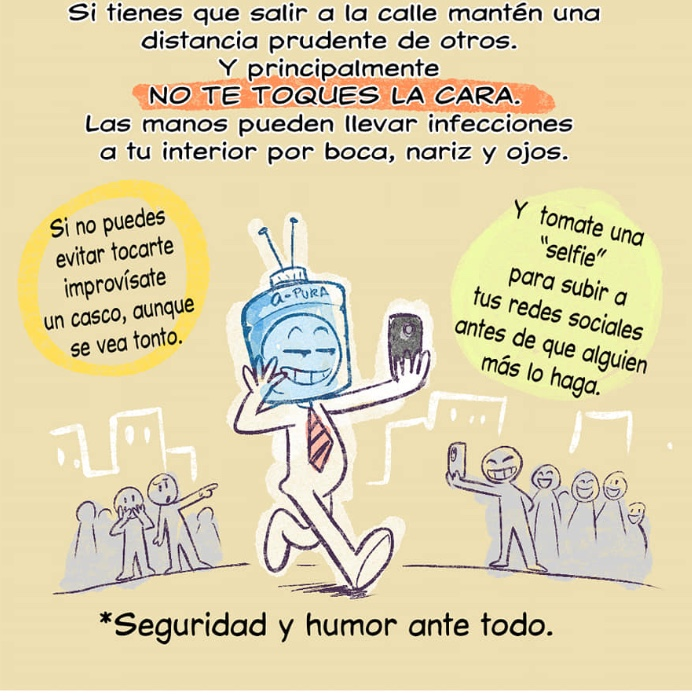 Si tienes que salir a la calle mantén una
distancia prudente de otros.
Y principalmente
NO TE TOQUES LA CARA.
Las manos pueden llevar infecciones
a tu interior por boca, nariz y ojos.
Si no puedes
evitar tocarte
improvísate
un casco, aunque
se vea tonto.
a-PURA
Y tomate una
"selfie"
para subir a
tus redes sociales
antes de que alguien
más lo haga.
*Seguridad y humor ante todo.